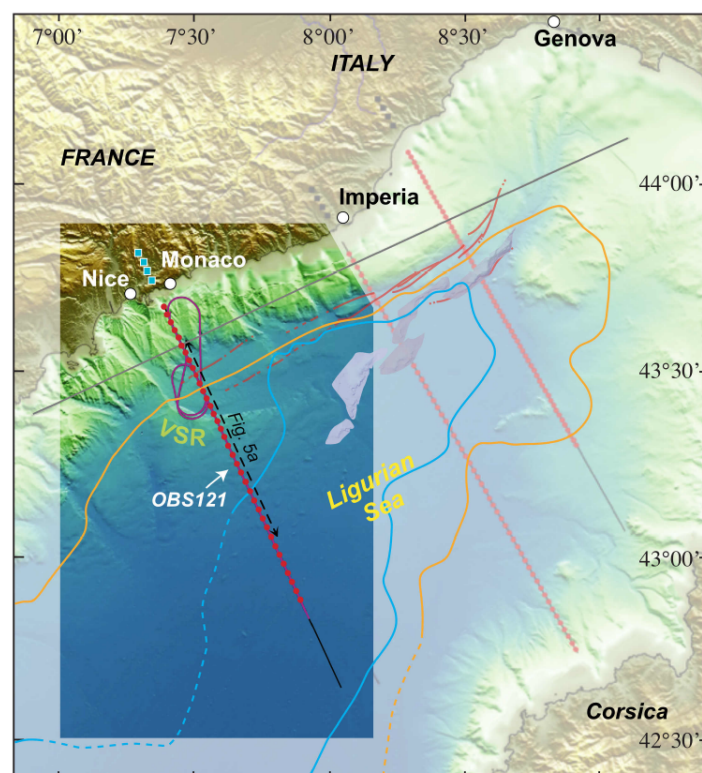 7°00'
7°30'
8°00'
8°30'
Genova
ITALY
FRANCE
44°00'
Imperia
Monaco
Nice
43°30'
VSR
Fig. 5a
OBS121
Ligurian
Sea
43°00'
Corsica
42°30'